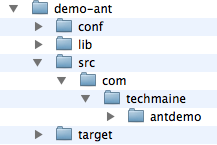 demo-ant
conf
lib
src
com
techmaine
antdemo
target